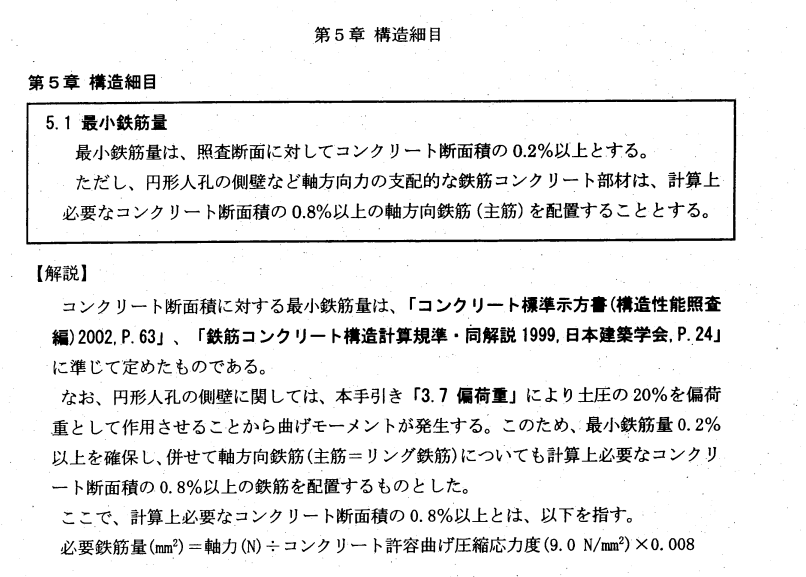 第5章 構造細目
第5章 構造細目
5.1 最小鉄筋量
最小鉄筋量は、照査断面に対してコンクリート断面積の0.2%以上とする。
ただし、円形人孔の側壁など軸方向力の支配的な鉄筋コンクリート部材は、計算上
必要なコンクリート断面積の0.8%以上の軸方向鉄筋(主筋)を配置することとする。
【解説】
コンクリート断面積に対する最小鉄筋量は、「コンクリート標準示方書(構造性能照査
編)2002,P.63」、「鉄筋コンクリート構造計算規準・同解説1999,日本建築学会,P.24」
に準じて定めたものである。
なお、円形人孔の側壁に関しては、本手引き「3.7 偏荷重」により土圧の20%を偏荷
重として作用させることから曲げモーメントが発生する。このため、最小鉄筋量0.2%
以上を確保し、併せて軸方向鉄筋(主筋=リング鉄筋)についても計算上必要なコンクリ
ート断面積の0.8%以上の鉄筋を配置するものとした。
ここで、計算上必要なコンクリート断面積の0.8%以上とは、以下を指す。
必要鉄筋量(mm²)=軸力(N)÷コンクリート許容曲げ圧縮応力度(9.0 N/mm²)×0.008